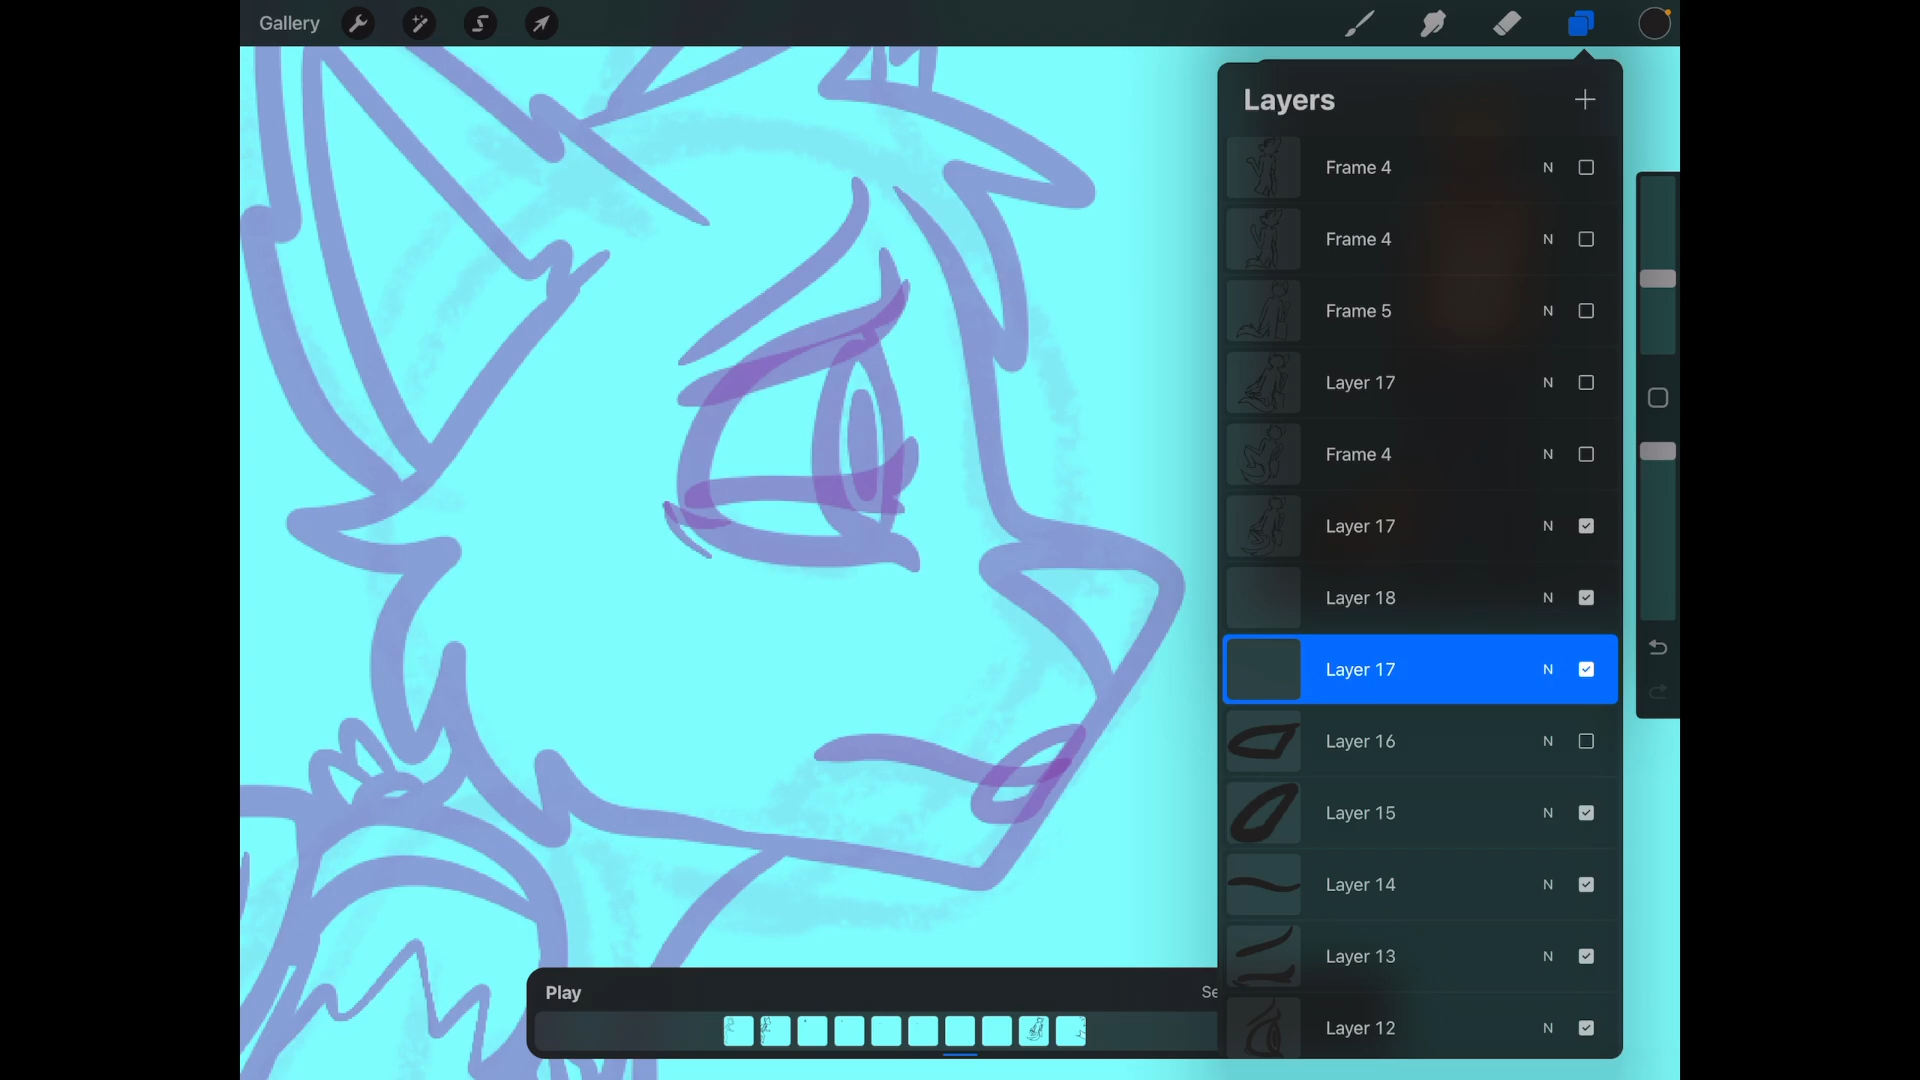 Gallery
Layers
Frame 4 N
Frame 4 N
Frame 5 N
Layer 17 N
Frame 4 N
Layer 17 N
Layer 18 N
Layer 17 N
Layer 16 N
Layer 15 N
Layer 14 N
Layer 13 N
Layer 12 N
Play Se